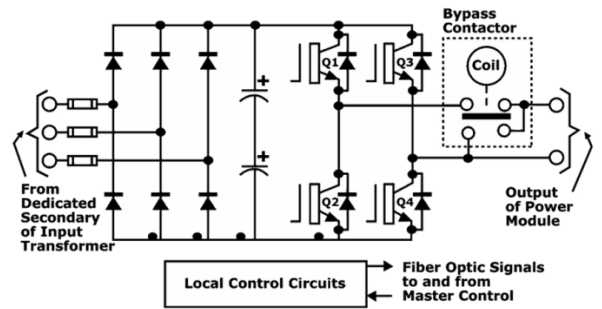 Bypass
Contactor
Coil
Q1
Q3
+
+
Q2
Q4
From
Dedicated
Secondary
of Input
Transformer
Output
of Power
Module
Local Control Circuits
Fiber Optic Signals
to and from
Master Control